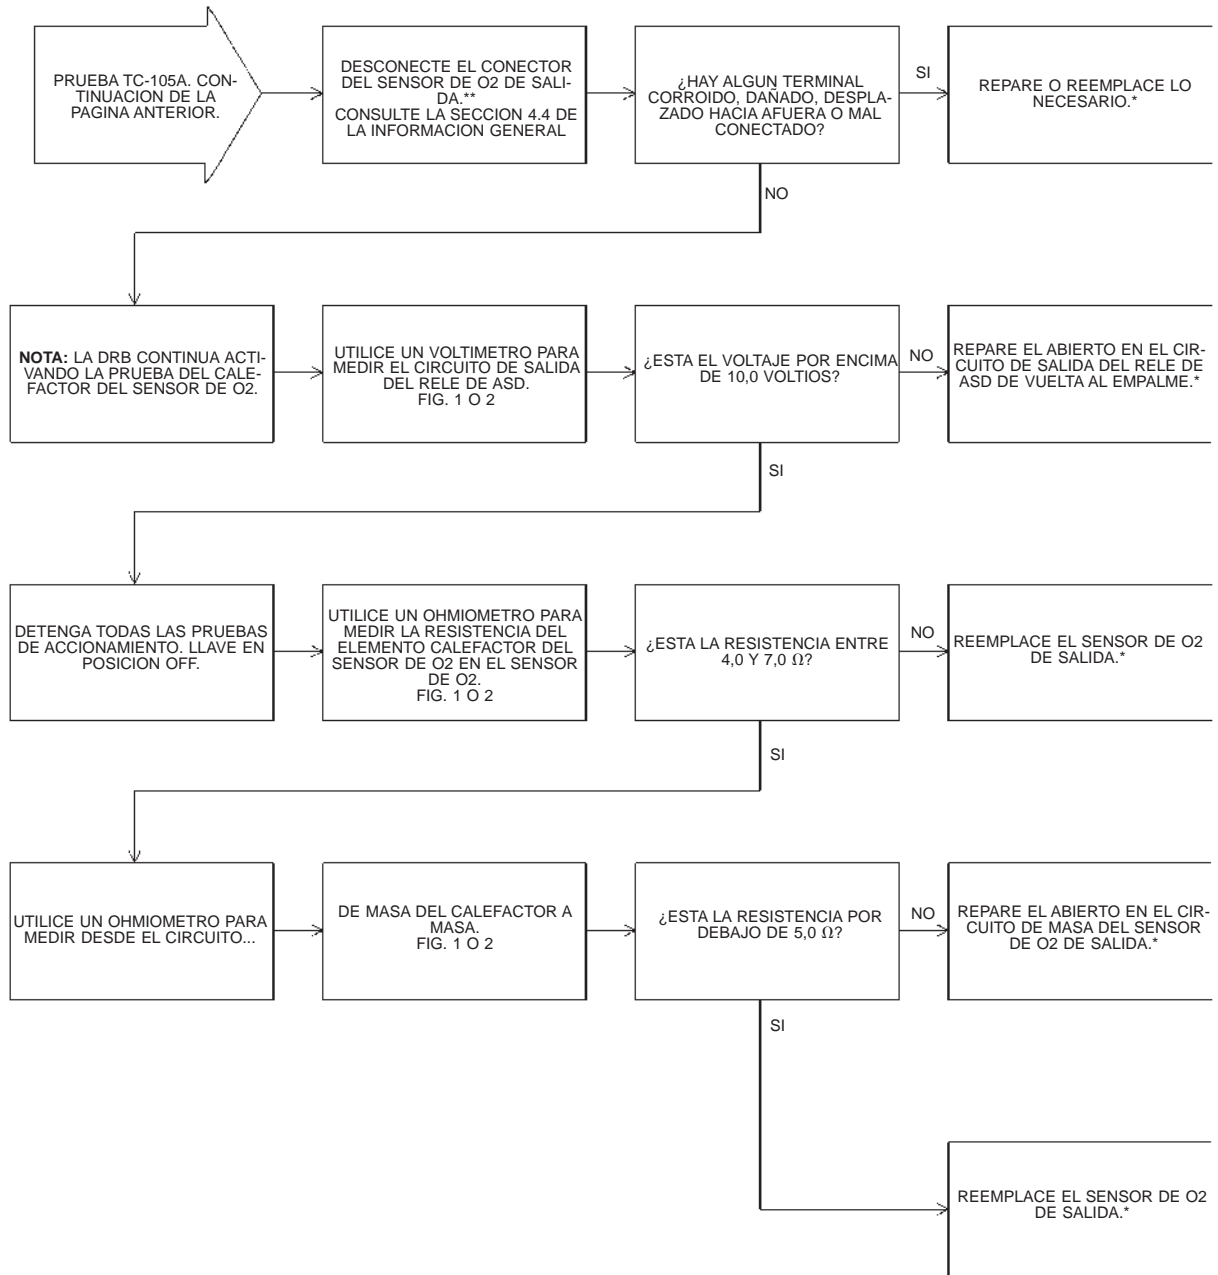 PRUEBA TC-105A. CON-
TINUACION DE LA
PAGINA ANTERIOR.
DESCONECTE EL CONECTOR
DEL SENSOR DE O2 DE SALI-
DA.**
CONSULTE LA SECCION 4.4 DE
LA INFORMACION GENERAL
¿HAY ALGUN TERMINAL
CORROIDO, DAÑADO, DESPLA-
ZADO HACIA AFUERA O MAL
CONECTADO?
SI
REPARE O REEMPLACE LO
NECESARIO.*
NO
NOTA: LA DRB CONTINUA ACTI-
VANDO LA PRUEBA DEL CALE-
FACTOR DEL SENSOR DE O2.
UTILICE UN VOLTIMETRO PARA
MEDIR EL CIRCUITO DE SALIDA
DEL RELE DE ASD.
FIG. 1 O 2
¿ESTA EL VOLTAJE POR ENCIMA
DE 10,0 VOLTIOS?
NO
REPARE EL ABIERTO EN EL CIR-
CUITO DE SALIDA DEL RELE DE
ASD DE VUELTA AL EMPALME.*
SI
DETENGA TODAS LAS PRUEBAS
DE ACCIONAMIENTO. LLAVE EN
POSICION OFF.
UTILICE UN OHMIOMETRO PARA
MEDIR LA RESISTENCIA DEL
ELEMENTO CALEFACTOR DEL
SENSOR DE O2 EN EL SENSOR
DE O2.
FIG. 1 O 2
¿ESTA LA RESISTENCIA ENTRE
4,0 Y 7,0 Ω?
NO
REEMPLACE EL SENSOR DE O2
DE SALIDA.*
SI
UTILICE UN OHMIOMETRO PARA
MEDIR DESDE EL CIRCUITO...
DE MASA DEL CALEFACTOR A
MASA.
FIG. 1 O 2
¿ESTA LA RESISTENCIA POR
DEBAJO DE 5,0 Ω?
NO
REPARE EL ABIERTO EN EL CIR-
CUITO DE MASA DEL SENSOR
DE O2 DE SALIDA.*
SI
REEMPLACE EL SENSOR DE O2
DE SALIDA.*